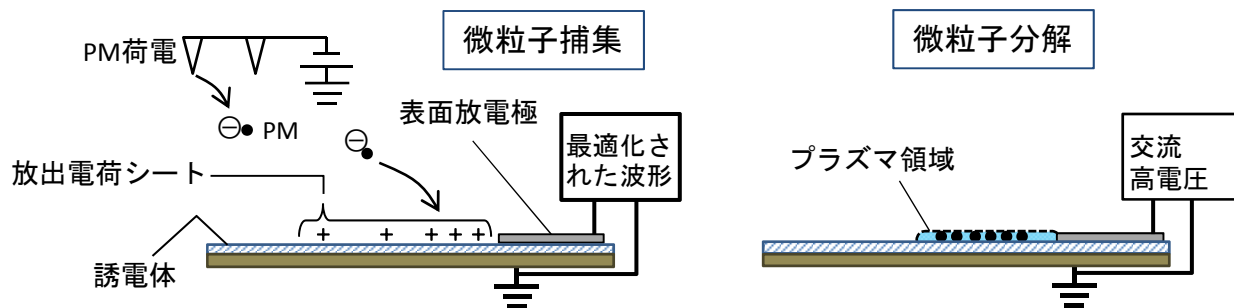 微粒子捕集
PM荷電
⊖ PM
⊖
表面放電極
最適化さ
れた波形
放出電荷シート
+ + + + +
誘電体
微粒子分解
プラズマ領域
交流
高電圧